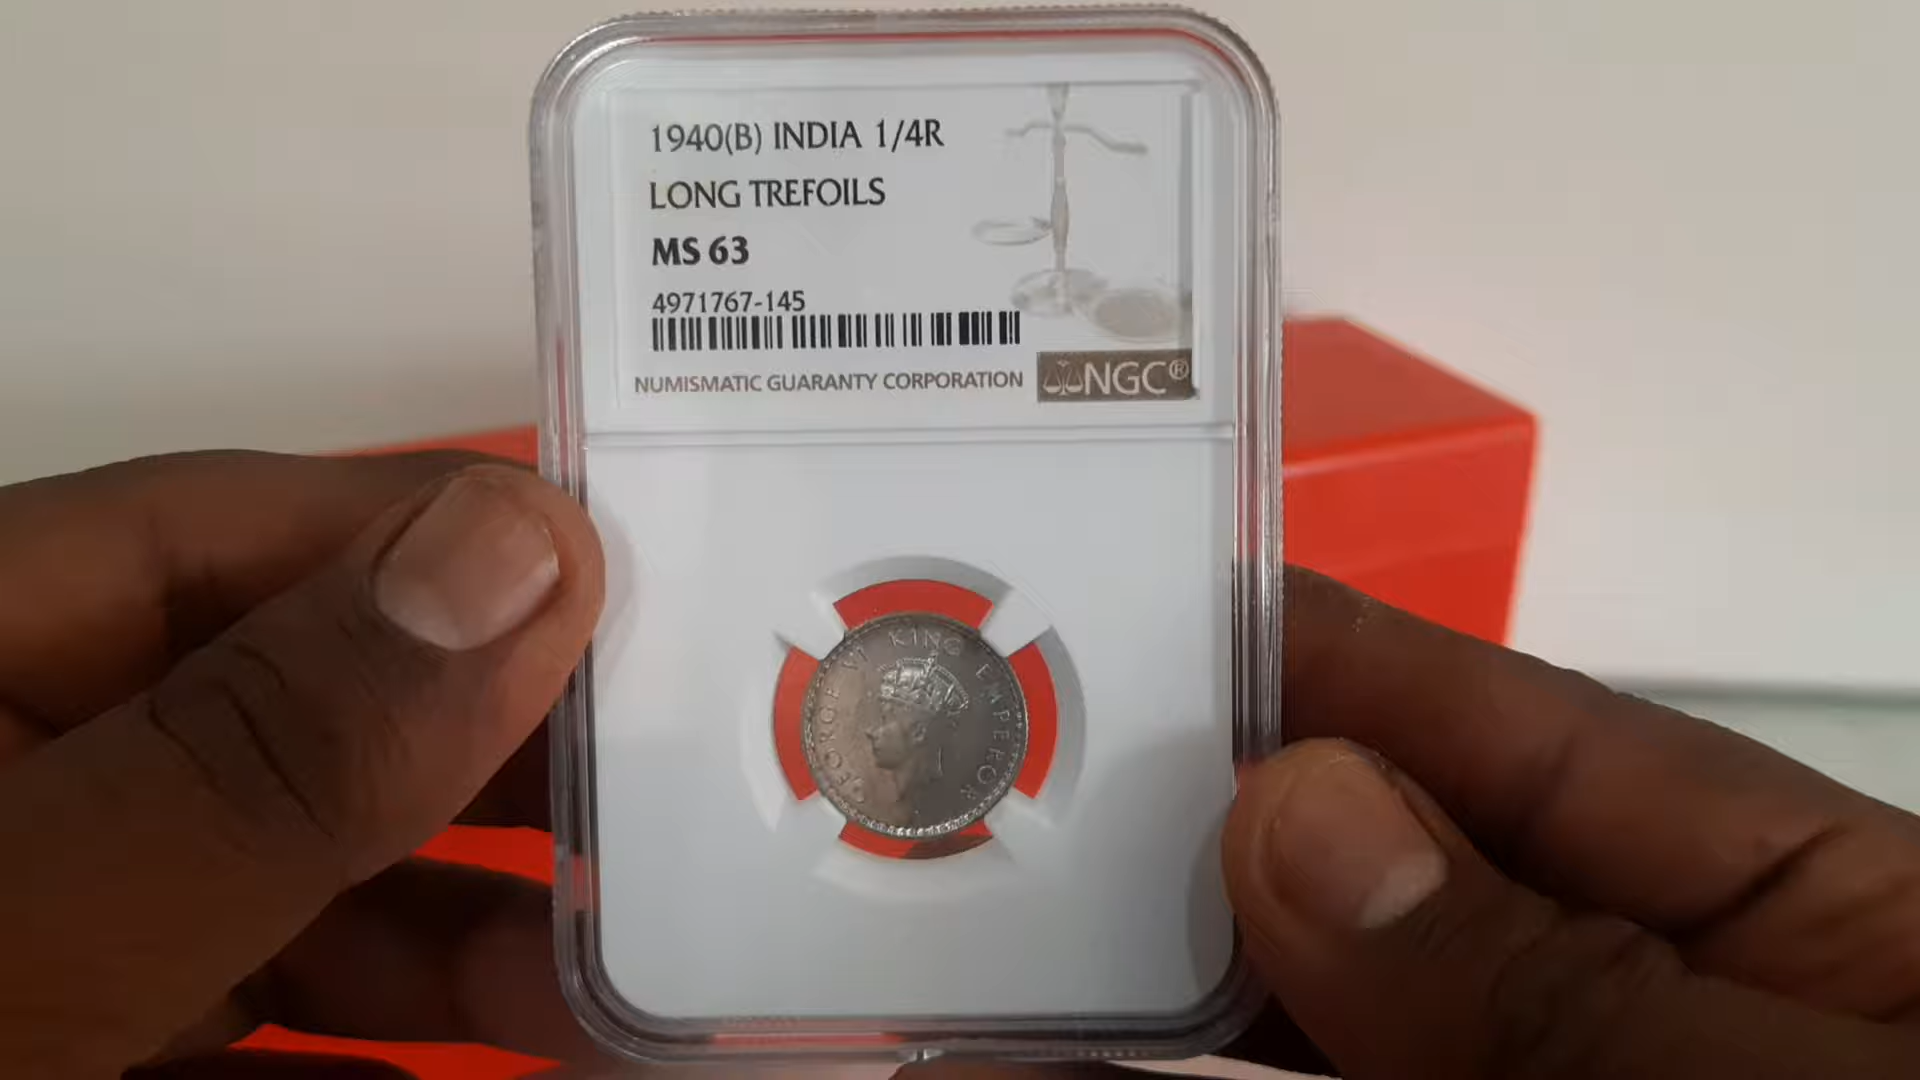 1940(B) INDIA 1/4R
LONG TREFOILS
MS 63
4971767-145
NUMISMATIC GUARANTY CORPORATION
NGC®
GEORGE VI KING EMPEROR